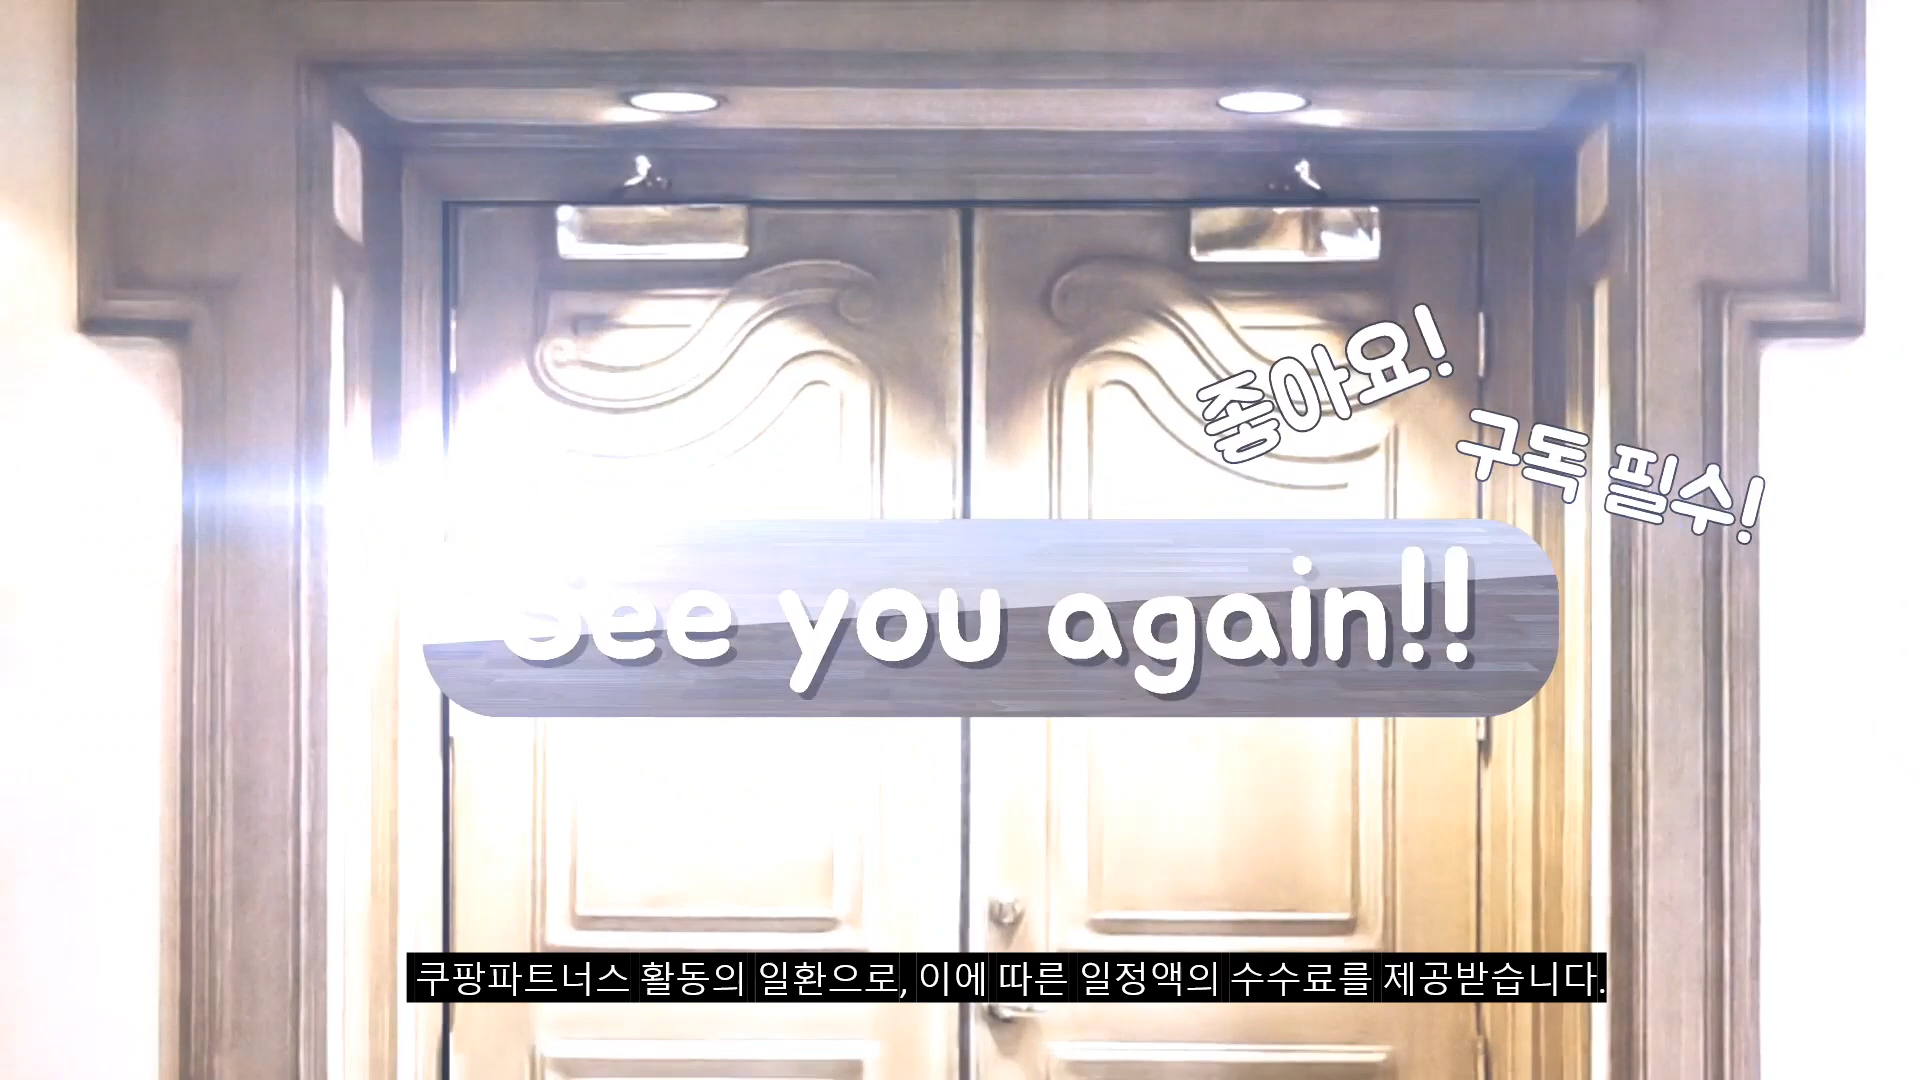 좋아요!
구독 필수!
See you again!!
쿠팡파트너스 활동의 일환으로, 이에 따른 일정액의 수수료를 제공받습니다.